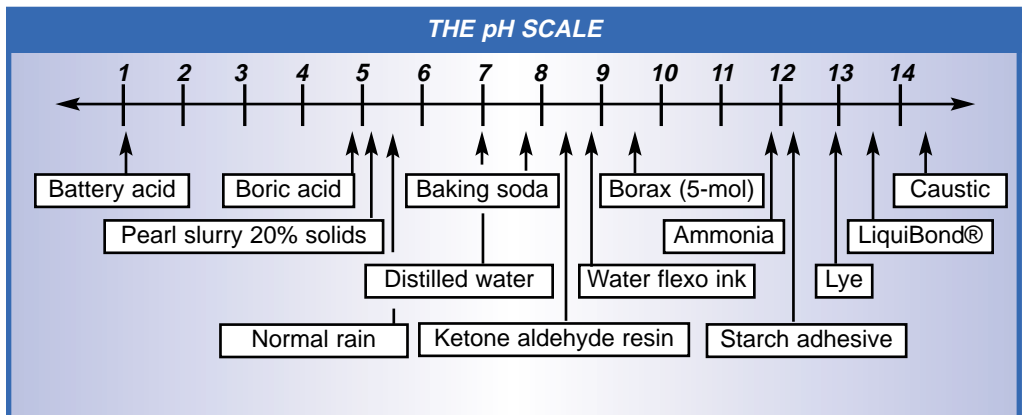 THE pH SCALE
1 2 3 4 5 6 7 8 9 10 11 12 13 14
Battery acid Boric acid Baking soda Borax (5-mol) Caustic
Pearl slurry 20% solids Ammonia LiquiBond®
Distilled water Water flexo ink Lye
Normal rain Ketone aldehyde resin Starch adhesive